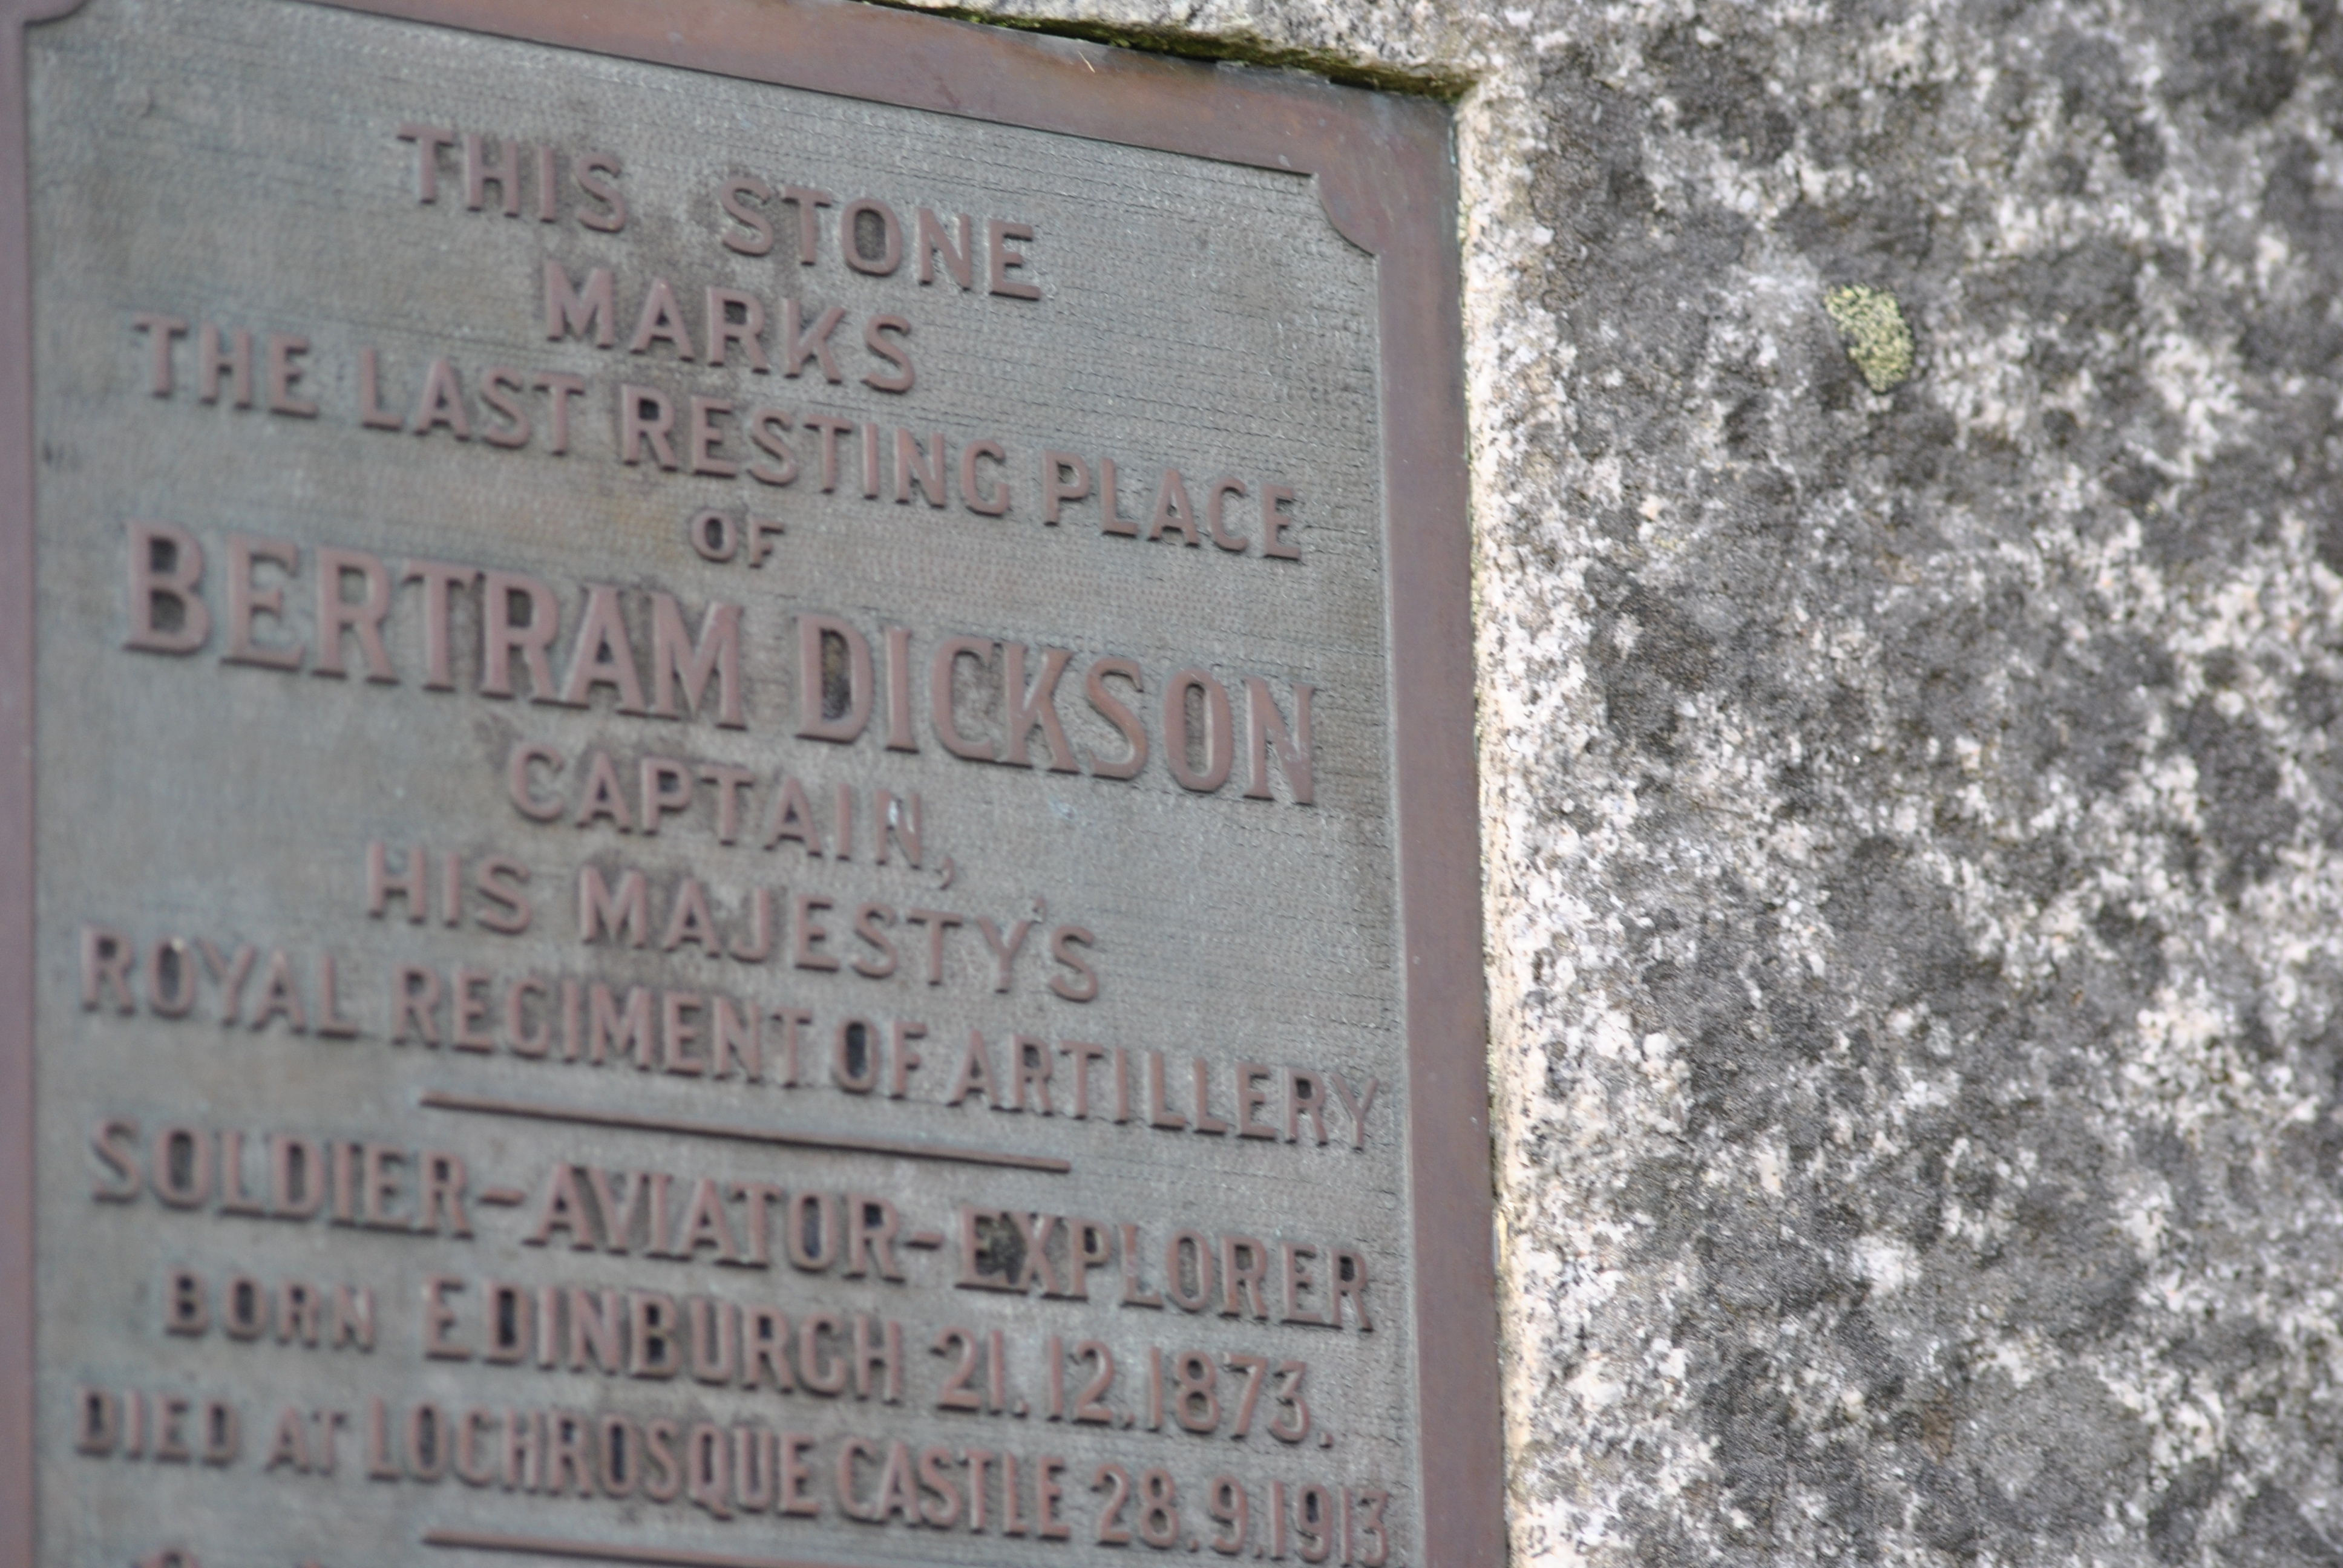 THIS STONE
MARKS
THE LAST RESTING PLACE
OF
BERTRAM DICKSON
CAPTAIN,
HIS MAJESTY'S
ROYAL REGIMENT OF ARTILLERY
SOLDIER-AVIATOR-EXPLORER
BORN EDINBURGH 21.12.1873.
DIED AT LOCHROSQUE CASTLE 28.9.1913